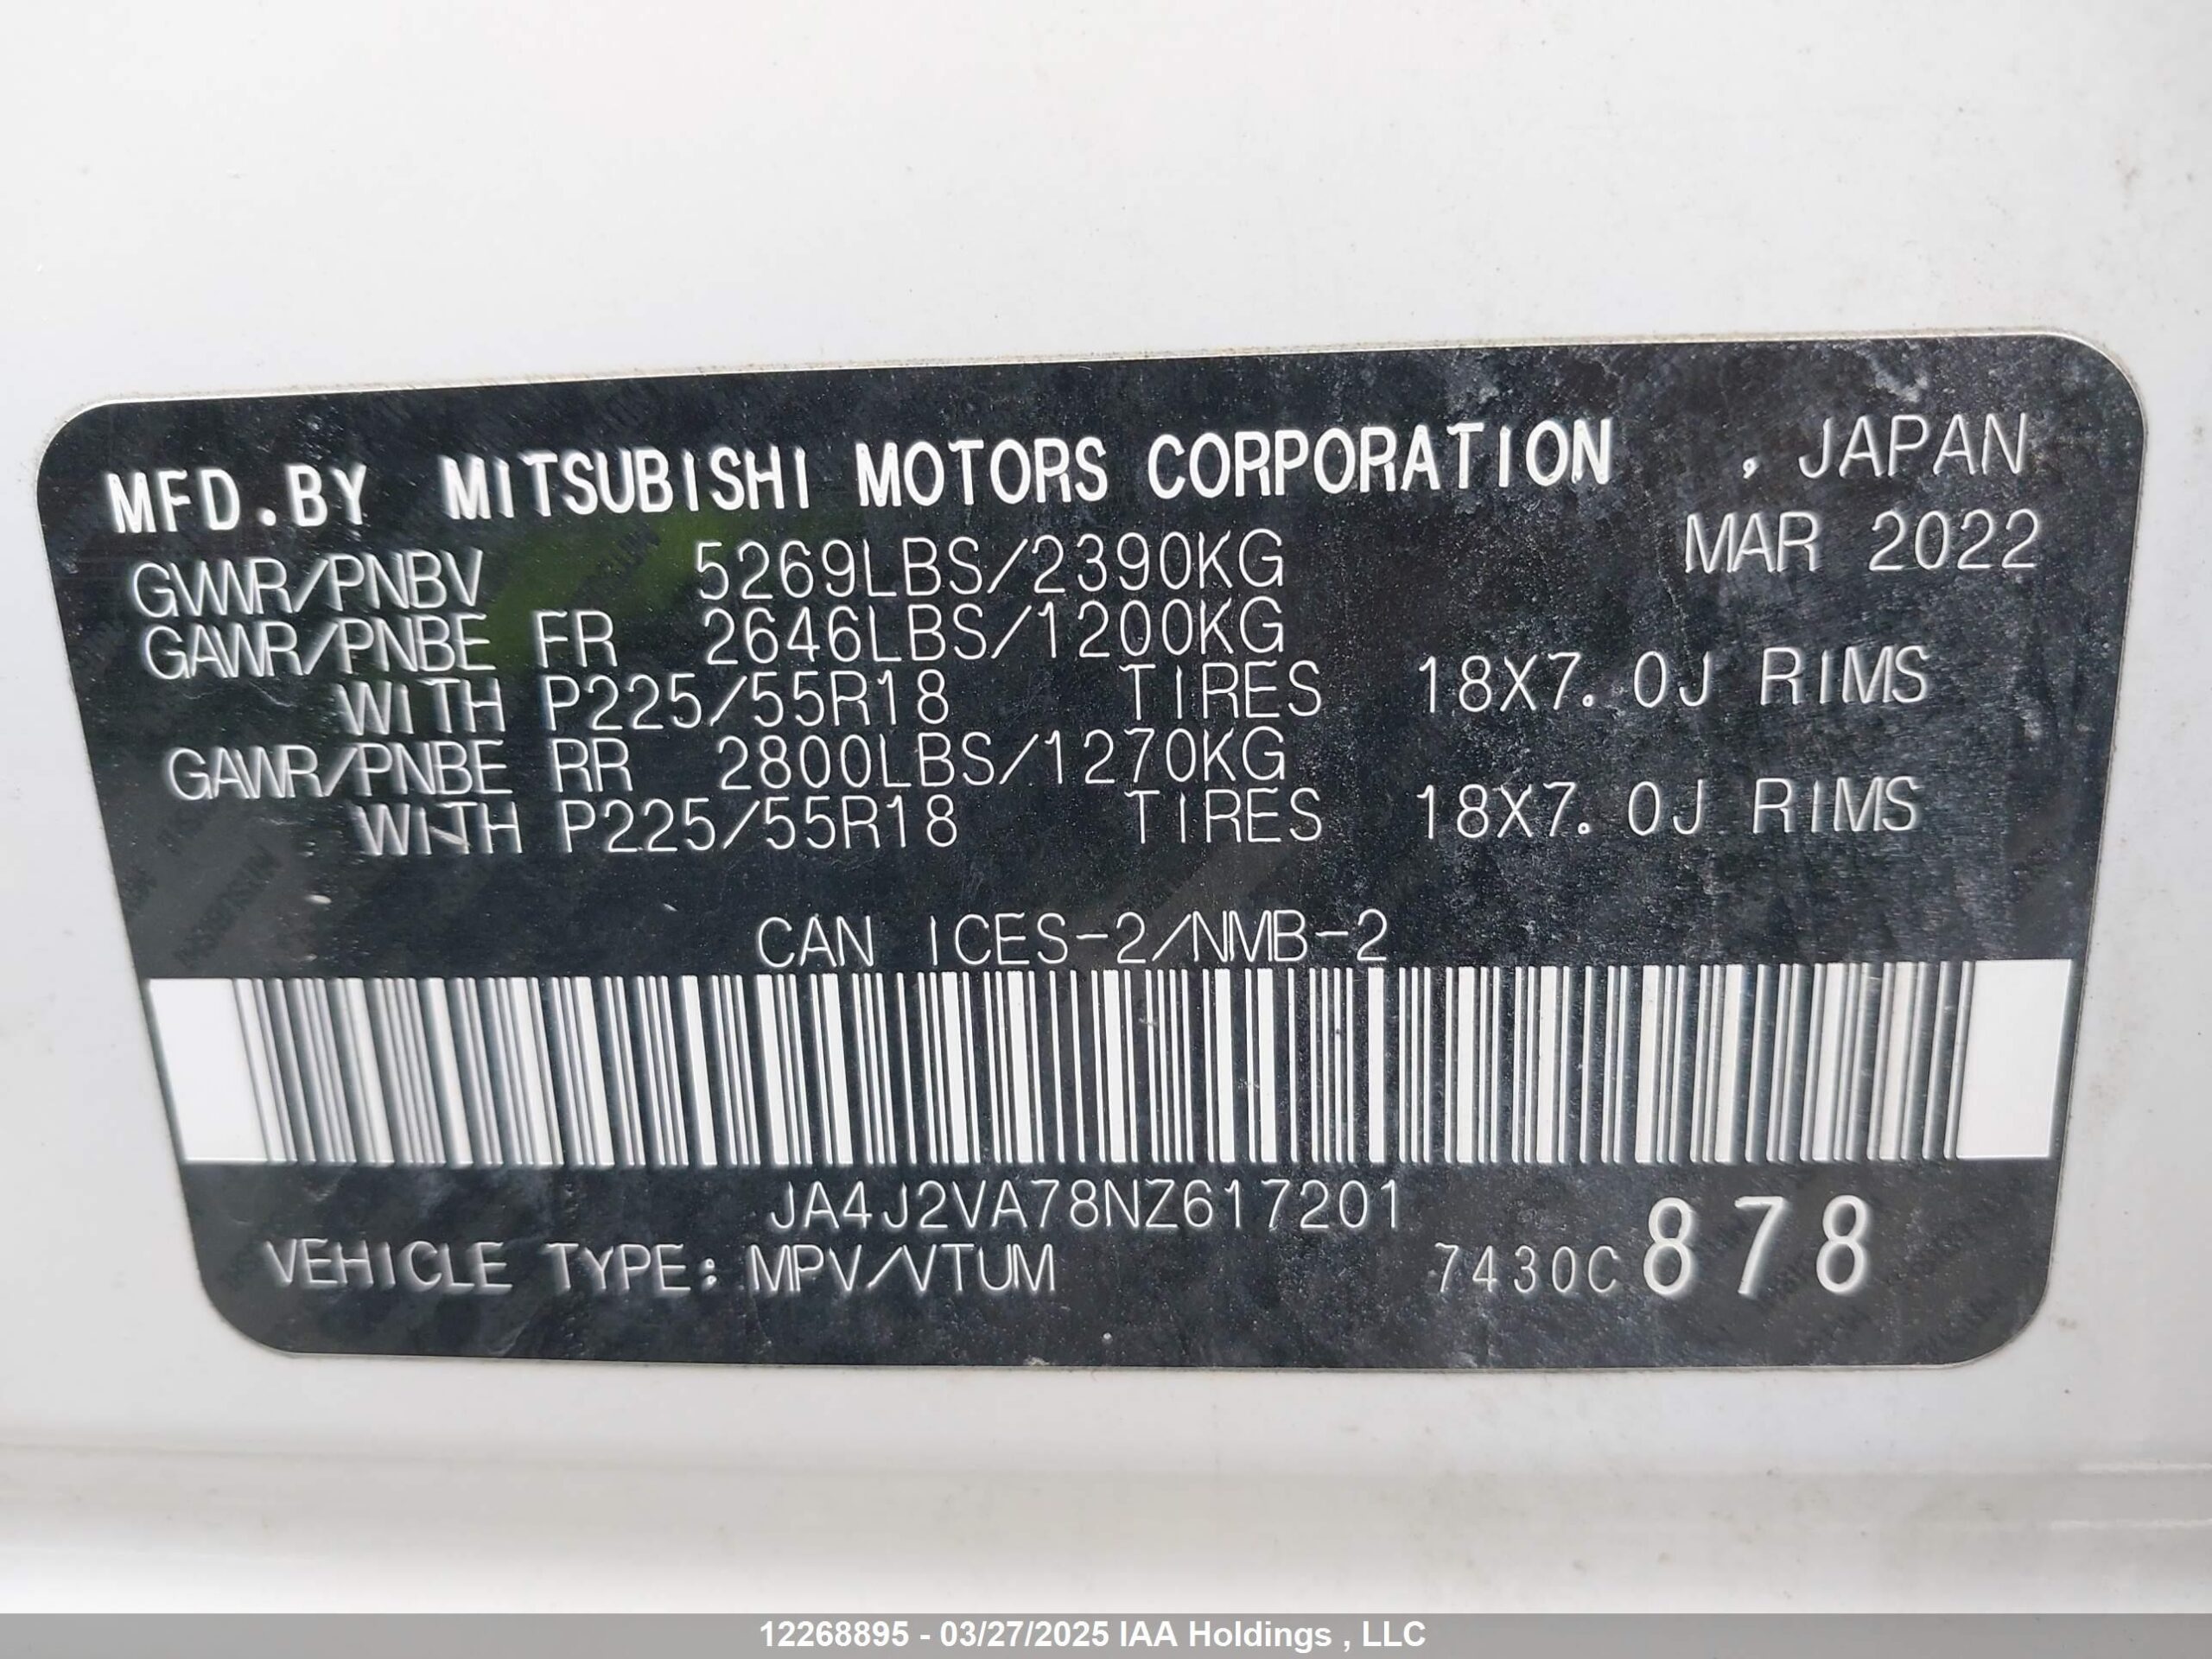 MFD.BY MITSUBISHI MOTORS CORPORATION , JAPAN
GVWR/PNBV 5269LBS/2390KG MAR 2022
GAWR/PNBE FR 2646LBS/1200KG
WITH P225/55R18 TIRES 18X7.0J RIMS
GAWR/PNBE RR 2800LBS/1270KG
WITH P225/55R18 TIRES 18X7.0J RIMS
CAN ICES-2/NMB-2
JA4J2VA78NZ617201
VEHICLE TYPE: MPV/VTUM 7430C 878
12268895 - 03/27/2025 IAA Holdings , LLC